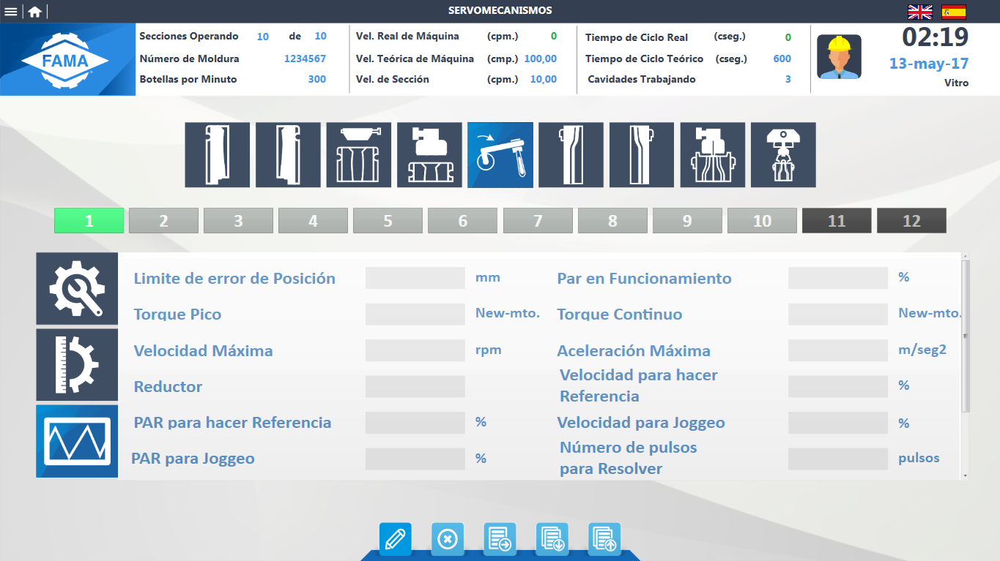 SERVOMECANISMOS
FAMA
Secciones Operando 10 de 10
Número de Moldura 1234567
Botellas por Minuto 300
Vel. Real de Máquina (cpm.) 0
Vel. Teórica de Máquina (cmp.) 100,00
Vel. de Sección (cpm.) 10,00
Tiempo de Ciclo Real (cseg.) 0
Tiempo de Ciclo Teórico (cseg.) 600
Cavidades Trabajando 3
02:19
13-may-17
Vitro
1 2 3 4 5 6 7 8 9 10 11 12
Limite de error de Posición mm
Par en Funcionamiento %
Torque Pico New-mto.
Torque Continuo New-mto.
Velocidad Máxima rpm
Aceleración Máxima m/seg2
Reductor
Velocidad para hacer
Referencia %
PAR para hacer Referencia %
Velocidad para Joggeo %
PAR para Joggeo %
Número de pulsos
para Resolver pulsos